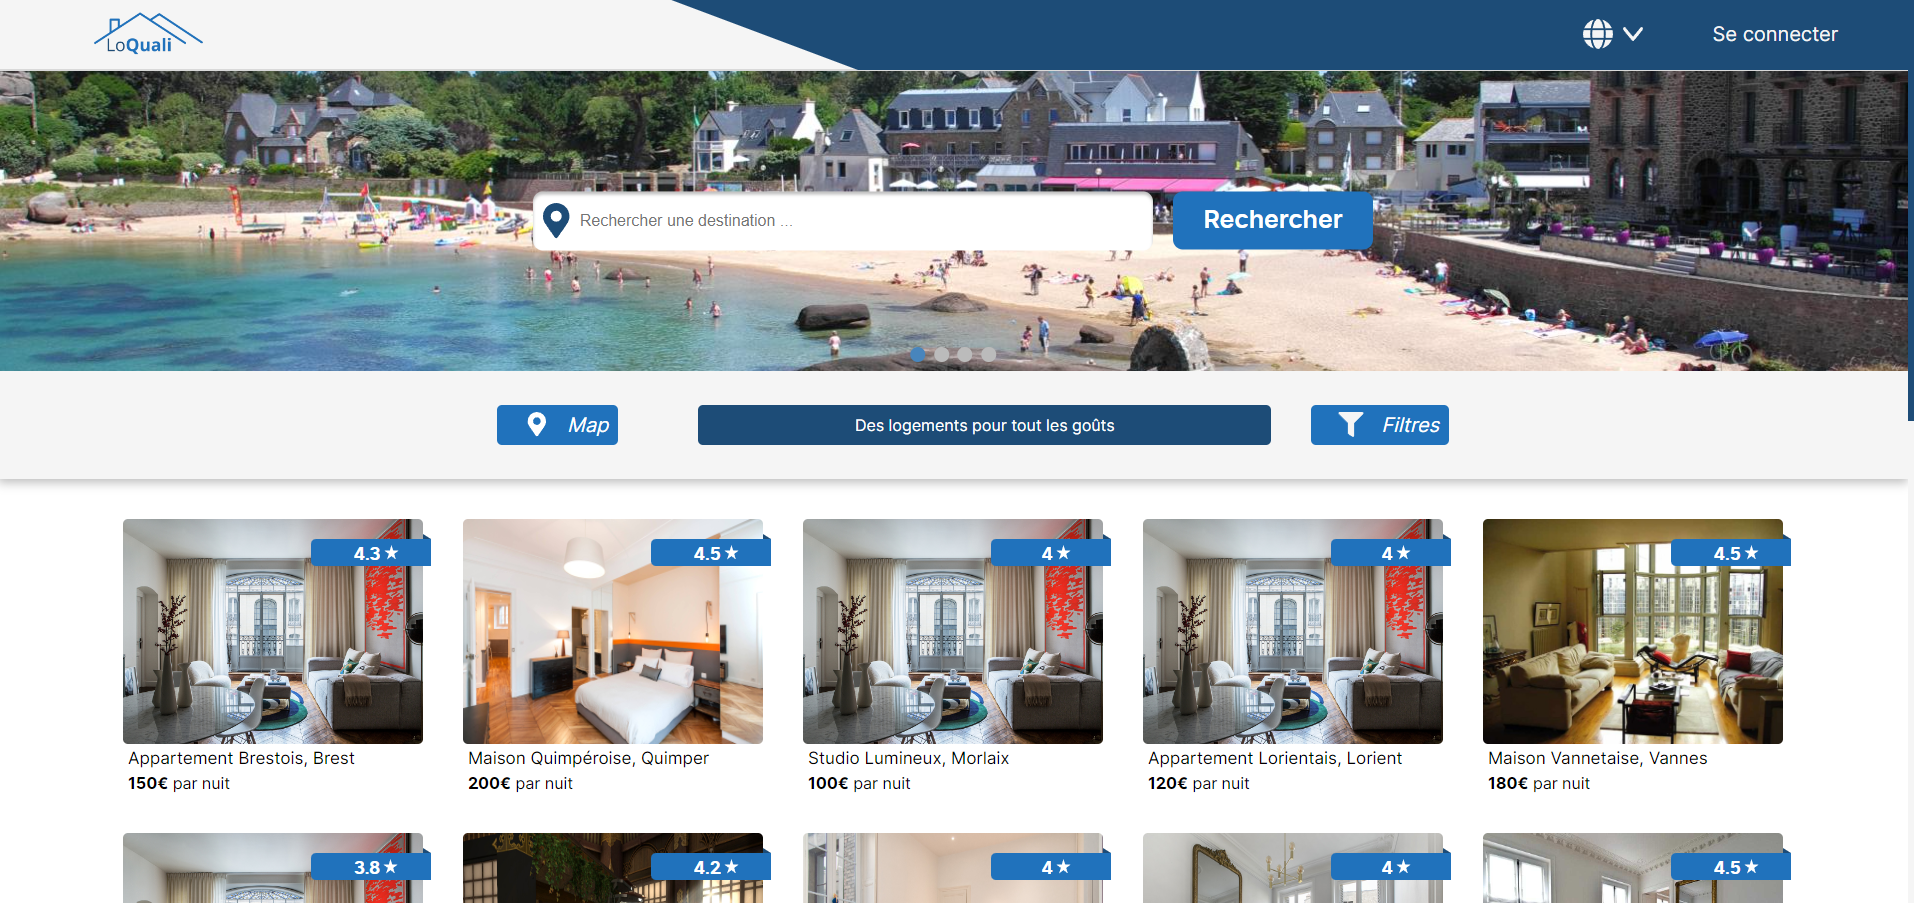 LoQuali
Se connecter
Rechercher une destination ...
Rechercher
Map
Des logements pour tout les goûts
Filtres
4.3 ★
4.5 ★
4 ★
4 ★
4.5 ★
Appartement Brestois, Brest
150€ par nuit
Maison Quimpéroise, Quimper
200€ par nuit
Studio Lumineux, Morlaix
100€ par nuit
Appartement Lorientais, Lorient
120€ par nuit
Maison Vannetaise, Vannes
180€ par nuit
3.8 ★
4.2 ★
4 ★
4 ★
4.5 ★